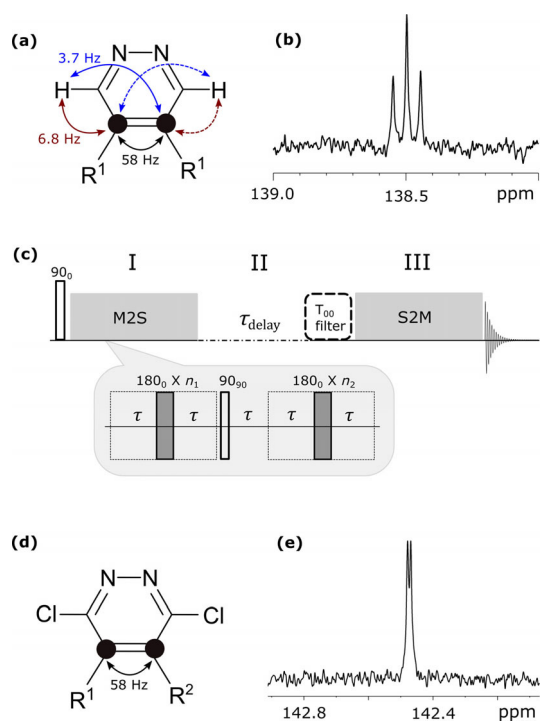 (a)
N N
3.7 Hz
H H
6.8 Hz
58 Hz
R¹ R¹
(b)
139.0 138.5 ppm
(c)
I II III
90₀
M2S
τdelay
T₀₀
filter
S2M
180₀ X n₁ 90₉₀ 180₀ X n₂
τ τ τ τ τ
(d)
N N
Cl Cl
58 Hz
R¹ R²
(e)
142.8 142.4 ppm